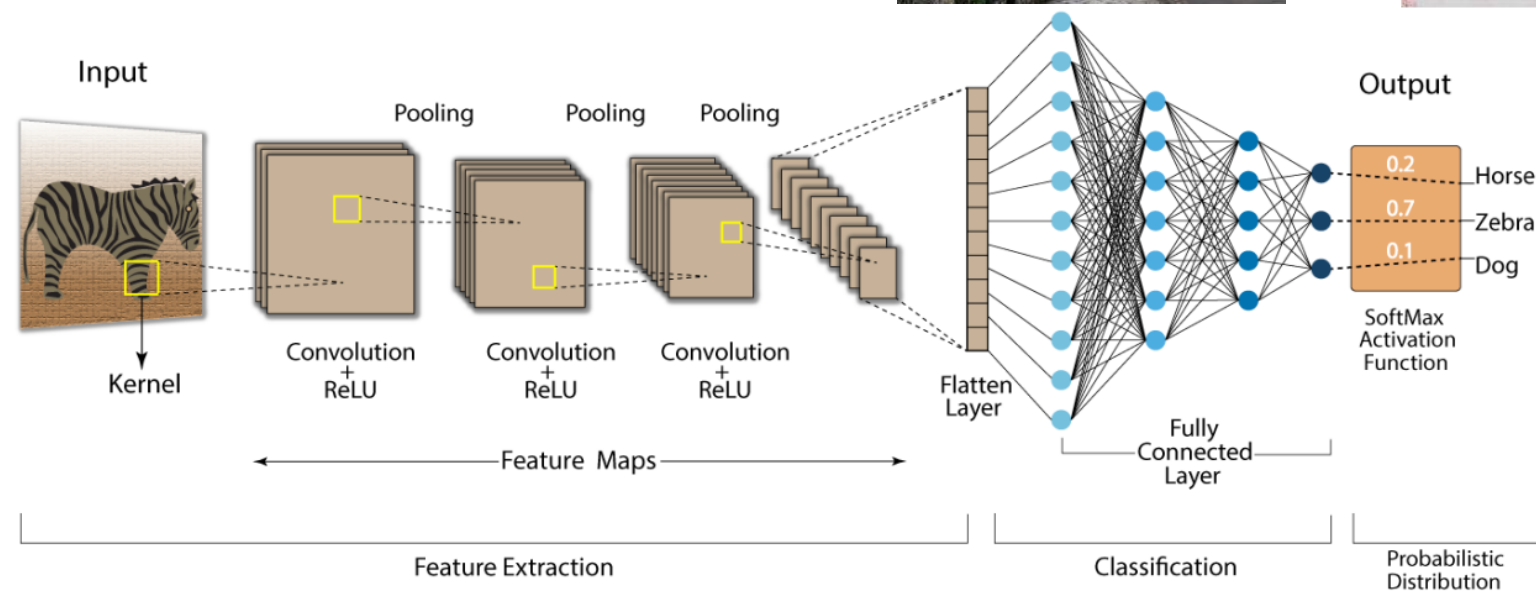 Input
Output
Pooling
Pooling
Pooling
0.2
Horse
0.7
Zebra
0.1
Dog
Kernel
Convolution
+
ReLU
Convolution
+
ReLU
Convolution
+
ReLU
Flatten
Layer
SoftMax
Activation
Function
Feature Maps
Fully
Connected
Layer
Feature Extraction
Classification
Probabilistic
Distribution